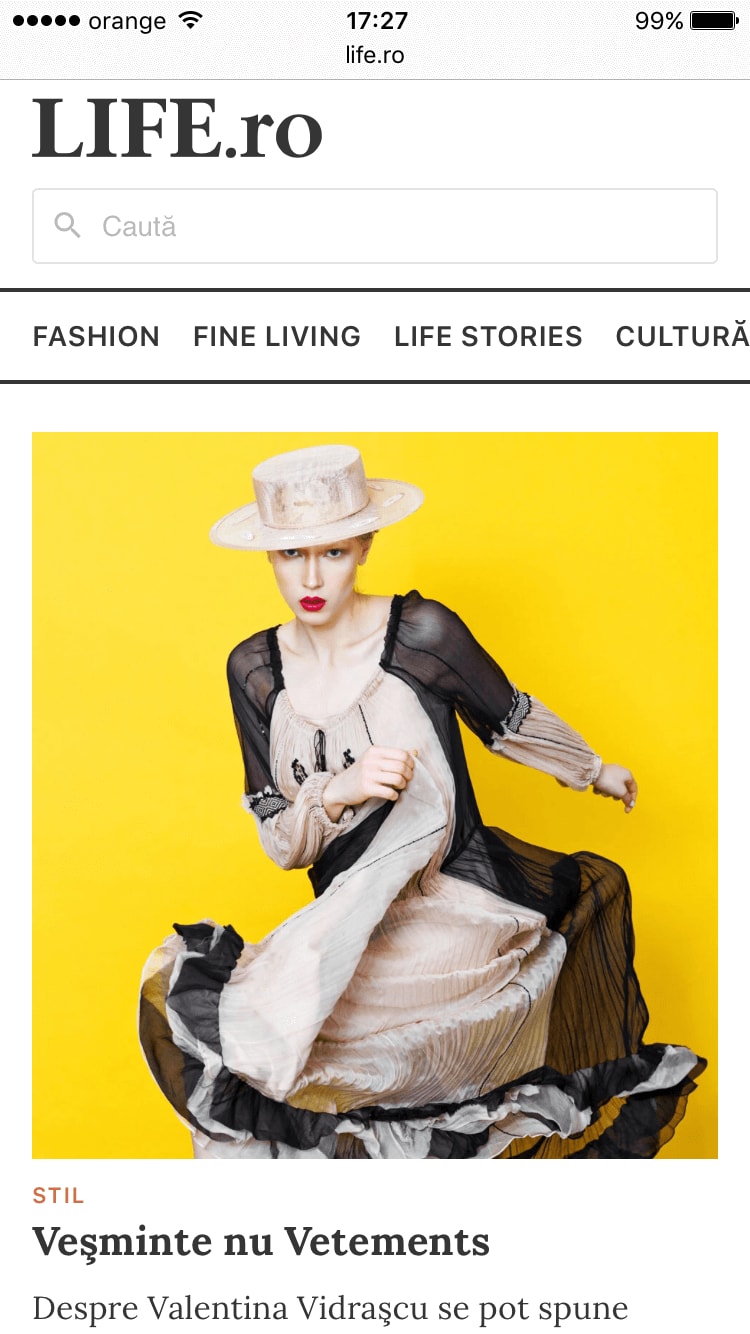 orange 17:27 99%
life.ro
LIFE.ro
Caută
FASHION FINE LIVING LIFE STORIES CULTURĂ
STIL
Veşminte nu Vetements
Despre Valentina Vidraşcu se pot spune